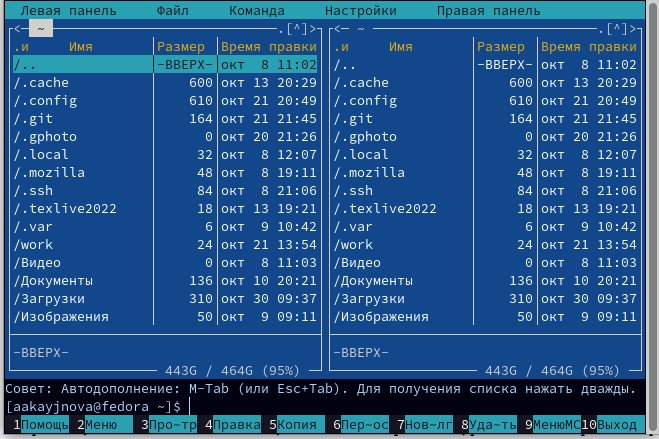 Левая панель Файл Команда Настройки Правая панель
<─ ~ ─.[^]> <─ ~ ─.[^]>
.и Имя Размер Время правки .и Имя Размер Время правки
/.. -ВВЕРХ- окт 8 11:02 /.. -ВВЕРХ- окт 8 11:02
/.cache 600 окт 13 20:29 /.cache 600 окт 13 20:29
/.config 610 окт 21 20:49 /.config 610 окт 21 20:49
/.git 164 окт 21 21:45 /.git 164 окт 21 21:45
/.gphoto 0 окт 20 21:26 /.gphoto 0 окт 20 21:26
/.local 32 окт 8 12:07 /.local 32 окт 8 12:07
/.mozilla 48 окт 8 19:11 /.mozilla 48 окт 8 19:11
/.ssh 84 окт 8 21:06 /.ssh 84 окт 8 21:06
/.texlive2022 18 окт 13 19:21 /.texlive2022 18 окт 13 19:21
/.var 6 окт 9 10:42 /.var 6 окт 9 10:42
/work 24 окт 21 13:54 /work 24 окт 21 13:54
/Видео 0 окт 8 11:03 /Видео 0 окт 8 11:03
/Документы 136 окт 10 20:21 /Документы 136 окт 10 20:21
/Загрузки 310 окт 30 09:37 /Загрузки 310 окт 30 09:37
/Изображения 50 окт 9 09:11 /Изображения 50 окт 9 09:11
-ВВЕРХ- -ВВЕРХ-
443G / 464G (95%) 443G / 464G (95%)
Совет: Автодополнение: M-Tab (или Esc+Tab). Для получения списка нажать дважды.
[aakayjnova@fedora ~]$
1Помощь 2Меню 3Про~тр 4Правка 5Копия 6Пер~ос 7Нов~лг 8Уда~ть 9МенюMC 10Выход